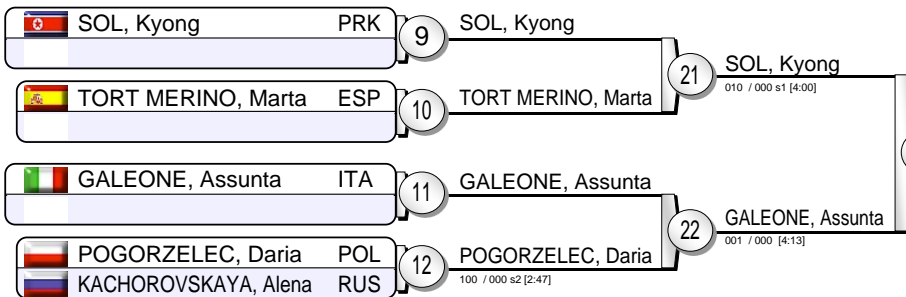 SOL, Kyong PRK
9
SOL, Kyong
TORT MERINO, Marta ESP
10
TORT MERINO, Marta
21
SOL, Kyong
010 / 000 s1 [4:00]
GALEONE, Assunta ITA
11
GALEONE, Assunta
POGORZELEC, Daria POL
KACHOROVSKAYA, Alena RUS
12
POGORZELEC, Daria
100 / 000 s2 [2:47]
22
GALEONE, Assunta
001 / 000 [4:13]